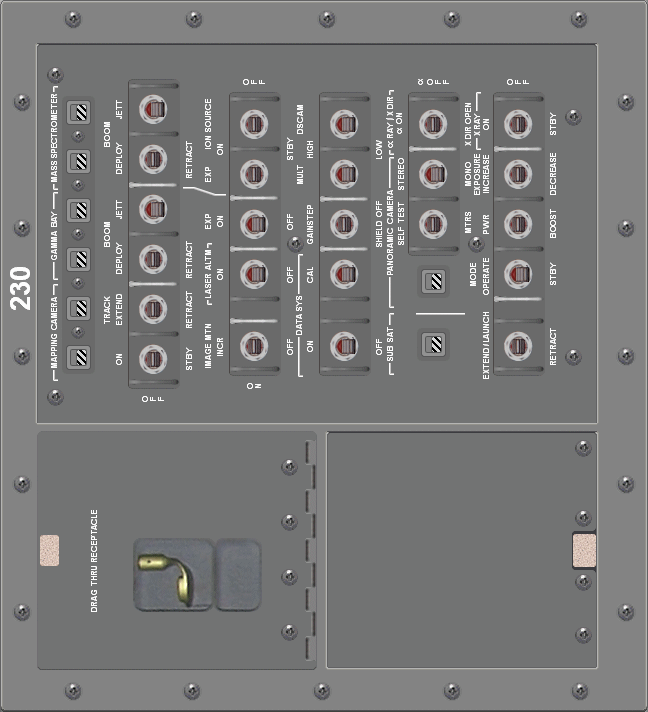 230
MAPPING CAMERA GAMMA BAY MASS SPECTROMETER
TRACK BOOM BOOM
ON EXTEND DEPLOY JETT DEPLOY JETT
OFF
STBY RETRACT RETRACT RETRACT
IMAGE MTN LASER ALTM EXP EXP ION SOURCE
INCR ON ON ON
ON OFF
OFF OFF OFF STBY
DATA SYS MULT DSCAM
ON CAL GAINSTEP HIGH
OFF SHIELD OFF LOW
SUB SAT PANORAMIC CAMERA α RAY / X DIR
SELF TEST STEREO α ON
α OFF
MODE MTRS MONO X DIR OPEN
EXPOSURE X RAY
EXTEND/LAUNCH OPERATE PWR INCREASE ON
OFF
RETRACT STBY BOOST DECREASE STBY
DRAG THRU RECEPTACLE